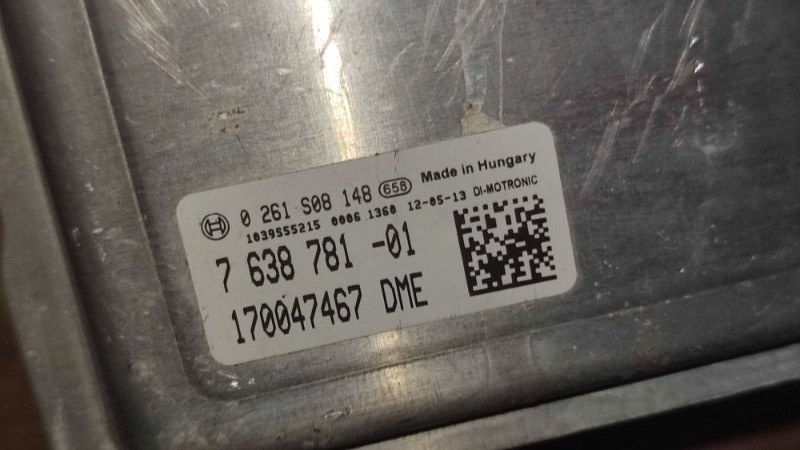 0 261 S08 148 658 Made in Hungary
1039S55215 0006 1360 12-05-13 DI-MOTRONIC
7 638 781 -01
170047467 DME